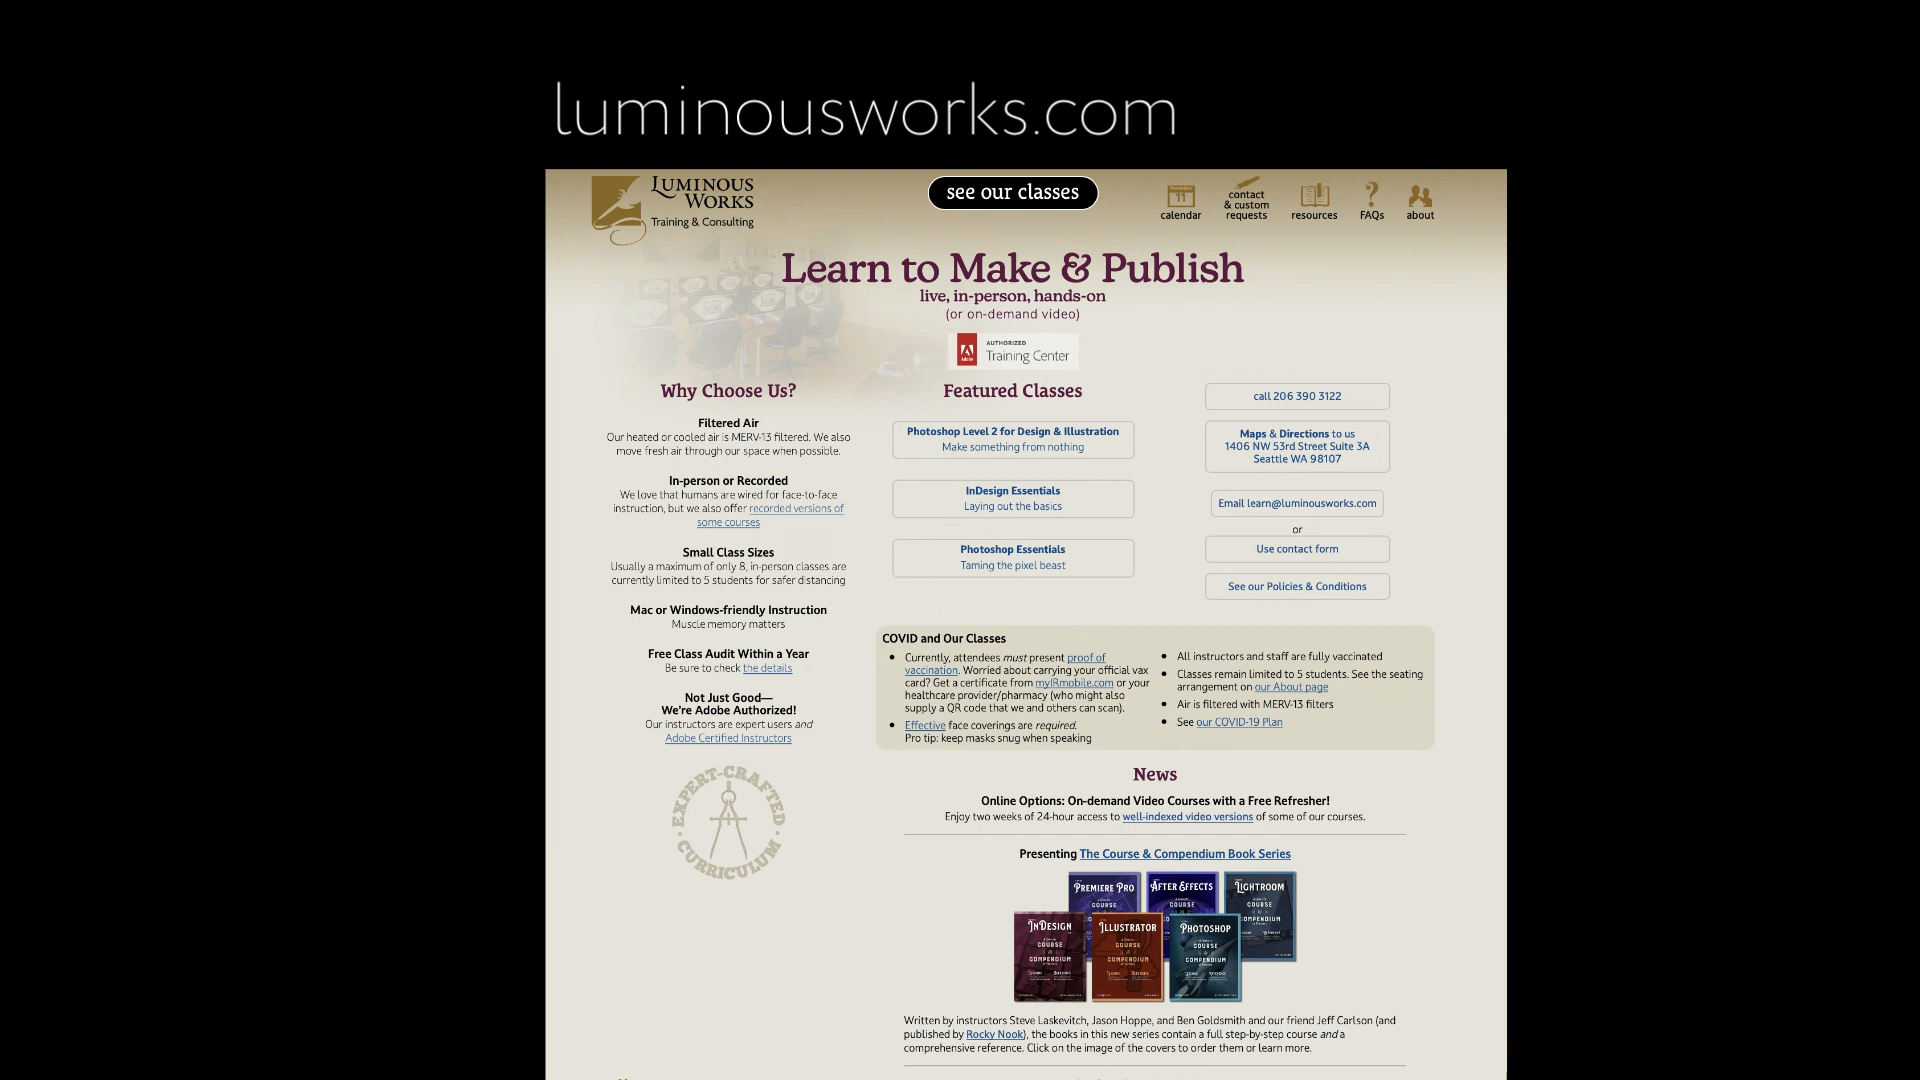 luminousworks.com
LUMINOUS
WORKS
Training & Consulting
see our classes
November
11
calendar
contact
& custom
requests
resources
FAQs
about
Learn to Make & Publish
live, in-person, hands-on
(or on-demand video)
Adobe
AUTHORIZED
Training Center
Why Choose Us?
Filtered Air
Our heated or cooled air is MERV-13 filtered. We also
move fresh air through our space when possible.
In-person or Recorded
We love that humans are wired for face-to-face
instruction, but we also offer recorded versions of
some courses
Small Class Sizes
Usually a maximum of only 8, in-person classes are
currently limited to 5 students for safer distancing
Mac or Windows-friendly Instruction
Muscle memory matters
Free Class Audit Within a Year
Be sure to check the details
Not Just Good—
We're Adobe Authorized!
Our instructors are expert users and
Adobe Certified Instructors
EXPERT-CRAFTED
CURRICULUM
Featured Classes
Photoshop Level 2 for Design & Illustration
Make something from nothing
InDesign Essentials
Laying out the basics
Photoshop Essentials
Taming the pixel beast
call 206 390 3122
Maps & Directions to us
1406 NW 53rd Street Suite 3A
Seattle WA 98107
Email learn@luminousworks.com
or
Use contact form
See our Policies & Conditions
COVID and Our Classes
• Currently, attendees must present proof of
vaccination. Worried about carrying your official vax
card? Get a certificate from myIRmobile.com or your
healthcare provider/pharmacy (who might also
supply a QR code that we and others can scan).
• Effective face coverings are required.
Pro tip: keep masks snug when speaking
• All instructors and staff are fully vaccinated
• Classes remain limited to 5 students. See the seating
arrangement on our About page
• Air is filtered with MERV-13 filters
• See our COVID-19 Plan
News
Online Options: On-demand Video Courses with a Free Refresher!
Enjoy two weeks of 24-hour access to well-indexed video versions of some of our courses.
Presenting The Course & Compendium Book Series
PREMIERE PRO
COURSE
AFTER EFFECTS
COURSE
LIGHTROOM
COURSE
COMPENDIUM
INDESIGN
COURSE
COMPENDIUM
ILLUSTRATOR
COURSE
COMPENDIUM
PHOTOSHOP
COURSE
COMPENDIUM
Written by instructors Steve Laskevitch, Jason Hoppe, and Ben Goldsmith and our friend Jeff Carlson (and
published by Rocky Nook), the books in this new series contain a full step-by-step course and a
comprehensive reference. Click on the image of the covers to order them or learn more.